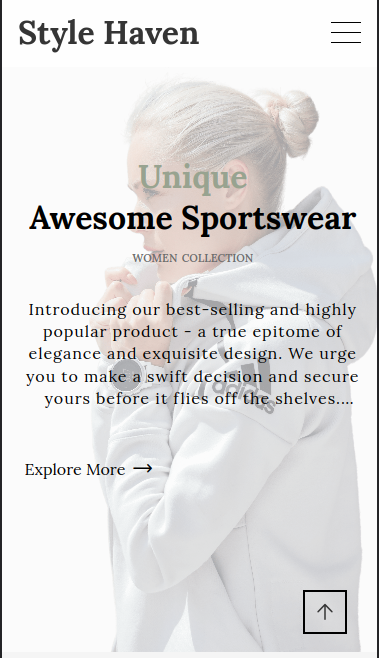 Style Haven
Unique
Awesome Sportswear
WOMEN COLLECTION
Introducing our best-selling and highly
popular product - a true epitome of
elegance and exquisite design. We urge
you to make a swift decision and secure
yours before it flies off the shelves....
adidas
Explore More →